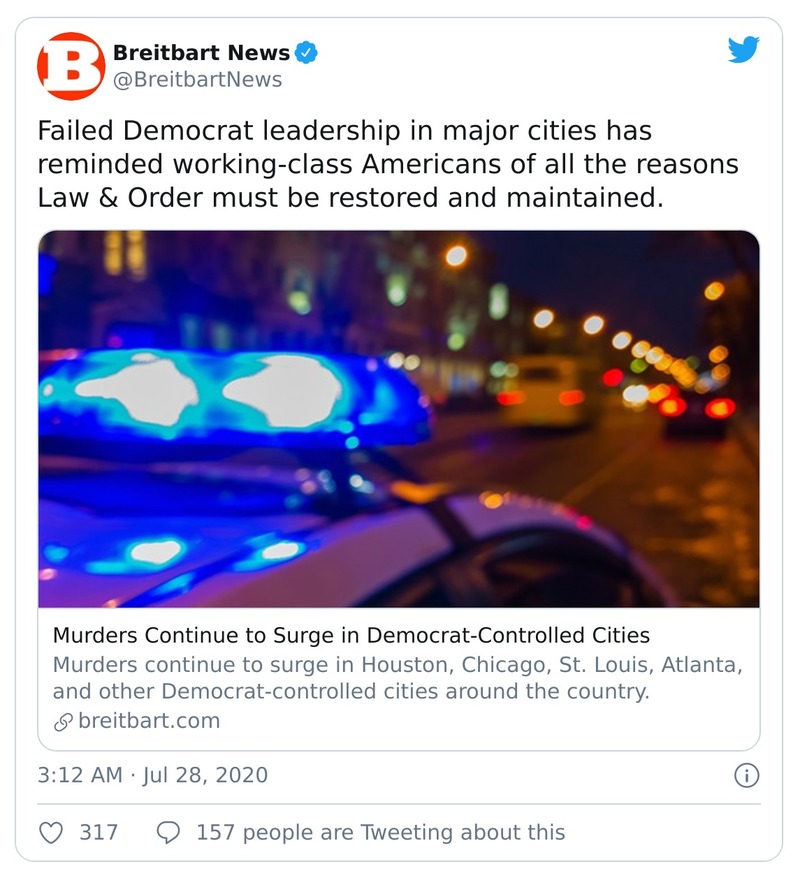 B
Breitbart News
@BreitbartNews
Failed Democrat leadership in major cities has
reminded working-class Americans of all the reasons
Law & Order must be restored and maintained.
Murders Continue to Surge in Democrat-Controlled Cities
Murders continue to surge in Houston, Chicago, St. Louis, Atlanta,
and other Democrat-controlled cities around the country.
breitbart.com
3:12 AM · Jul 28, 2020
317 157 people are Tweeting about this